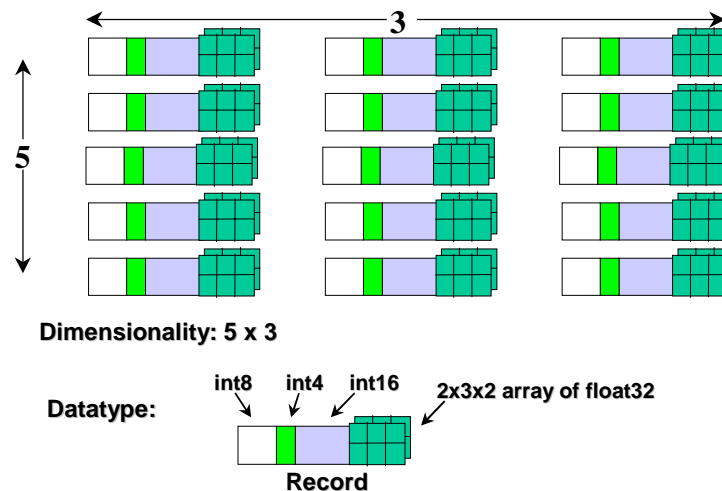 3
5
Dimensionality: 5 x 3
int8 int4 int16 2x3x2 array of float32
Datatype:
Record